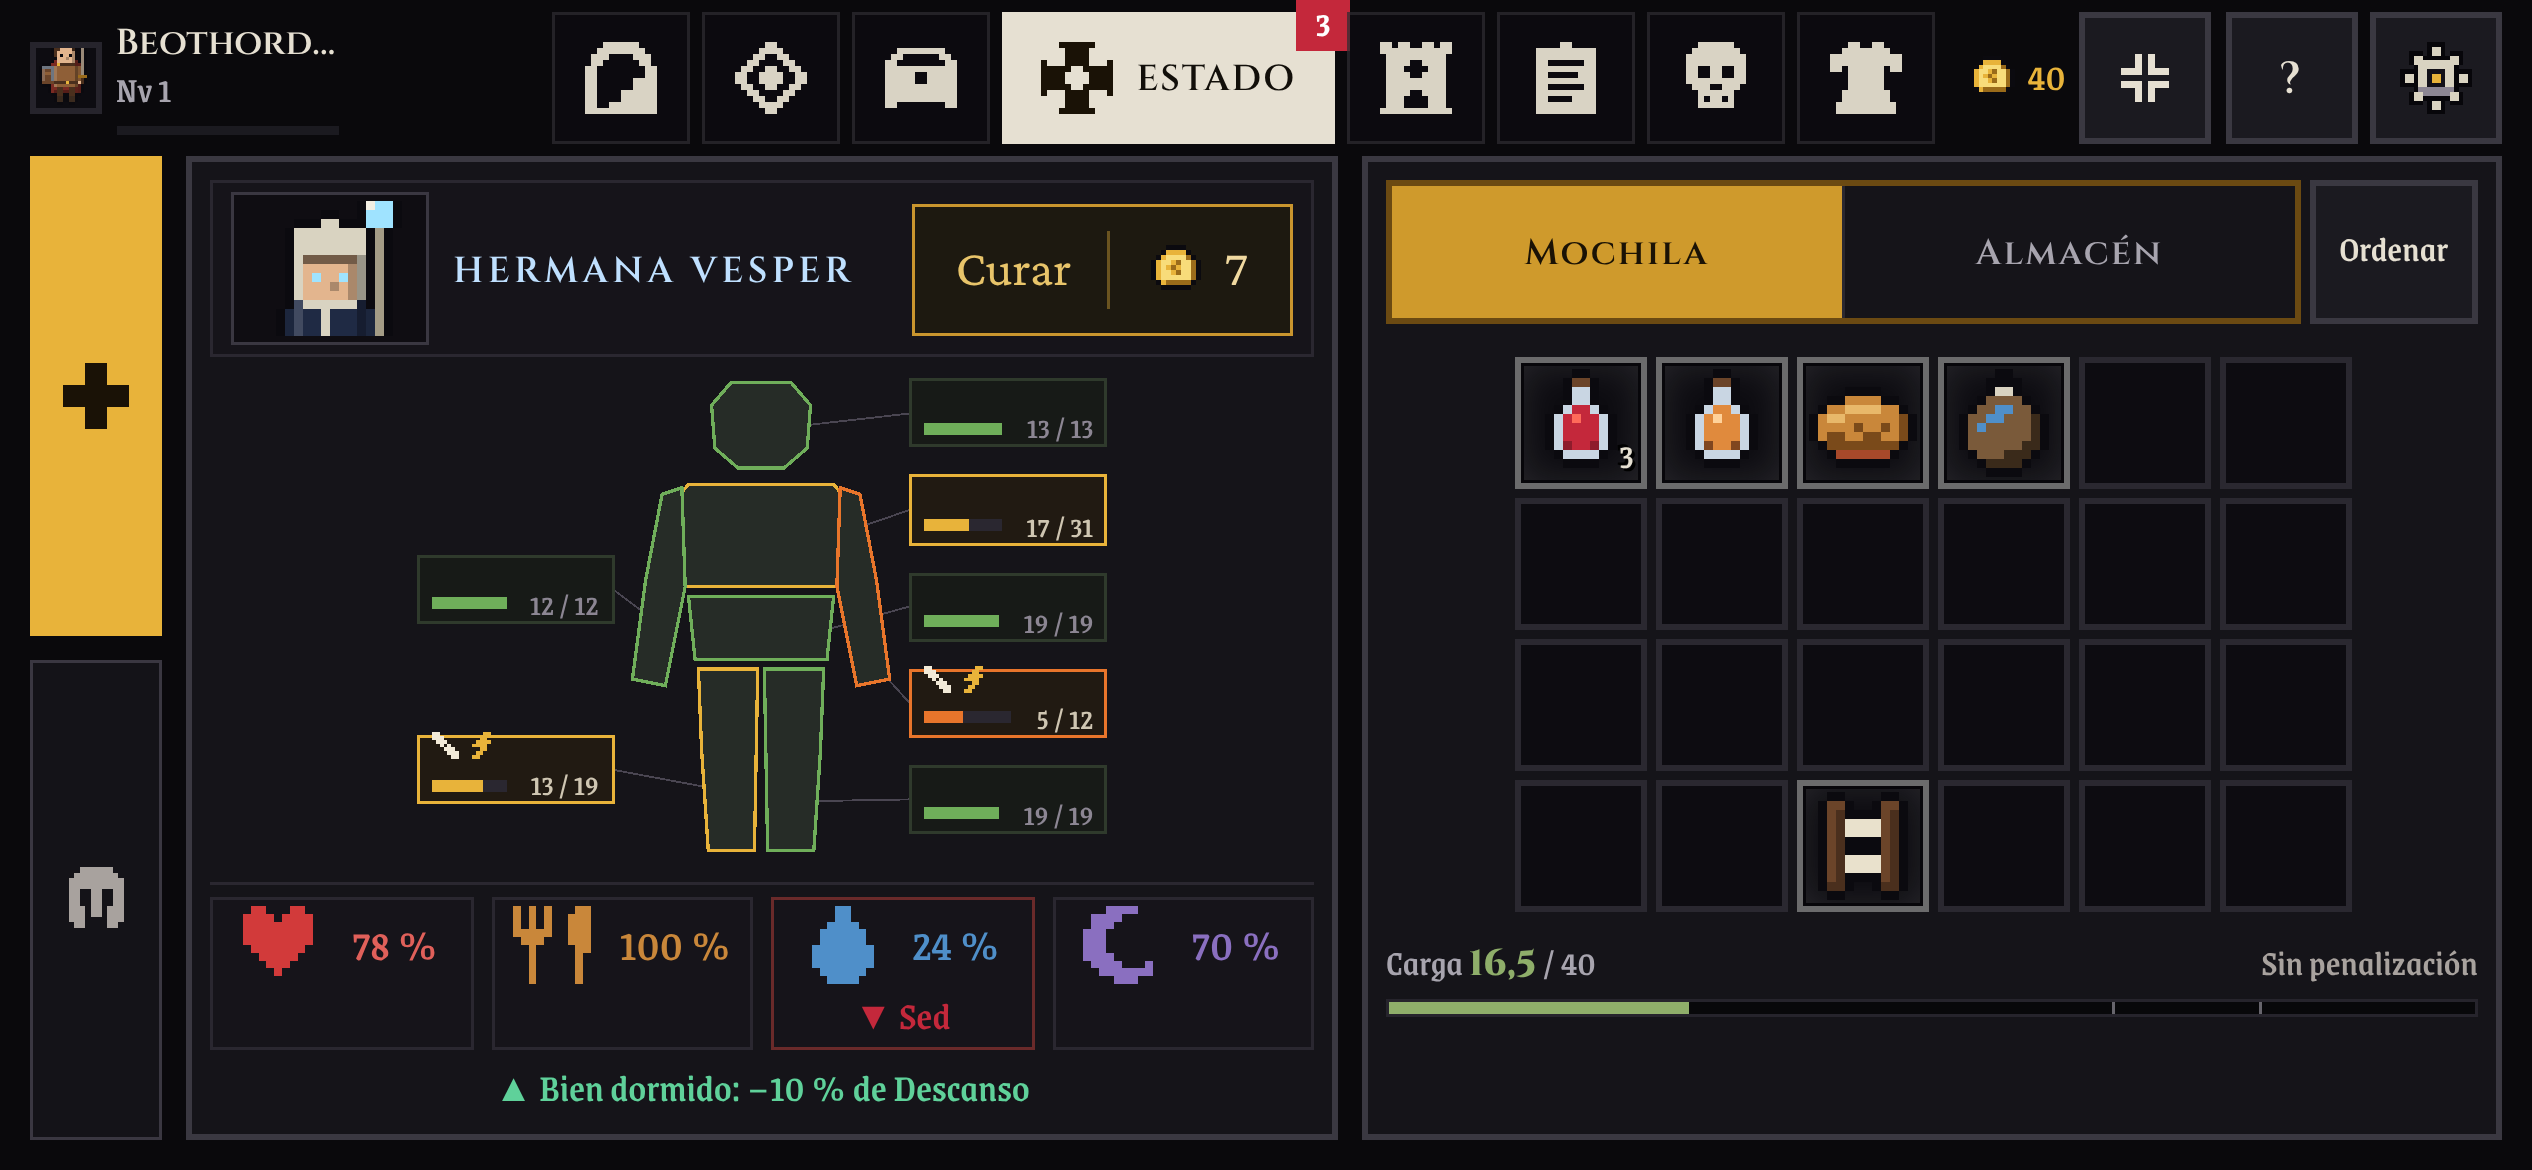 BEOTHORD...
Nv 1
ESTADO
3
40
?
HERMANA VESPER
Curar
7
MOCHILA
ALMACÉN
Ordenar
13 / 13
17 / 31
12 / 12
19 / 19
5 / 12
13 / 19
19 / 19
3
78 %
100 %
24 %
70 %
▼ Sed
▲ Bien dormido: −10 % de Descanso
Carga 16,5 / 40
Sin penalización